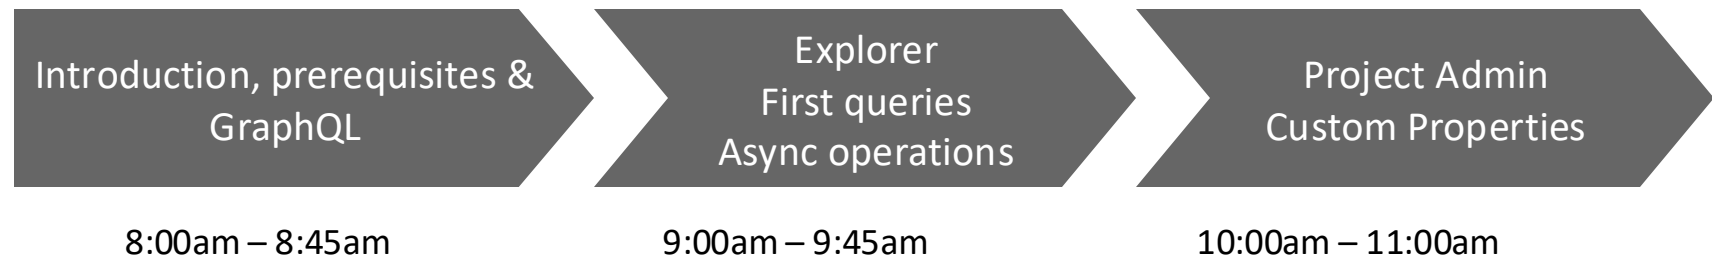 Introduction, prerequisites &
GraphQL
Explorer
First queries
Async operations
Project Admin
Custom Properties
8:00am – 8:45am
9:00am – 9:45am
10:00am – 11:00am